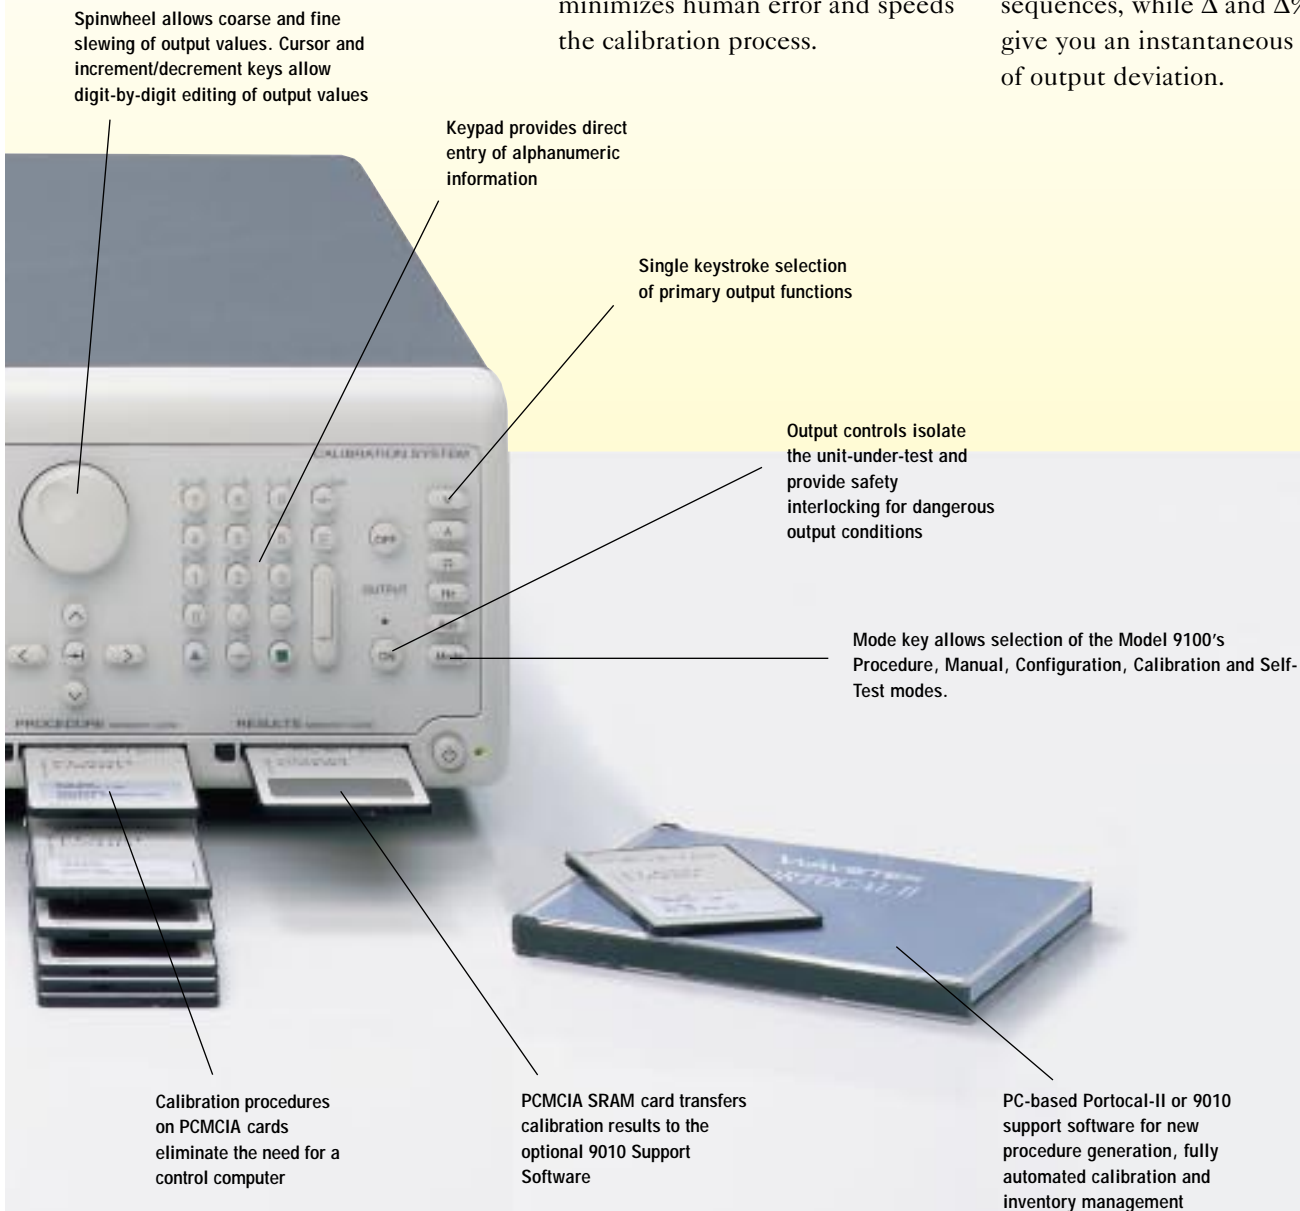 minimizes human error and speeds
the calibration process.
sequences, while Δ and Δ%
give you an instantaneous
of output deviation.
Spinwheel allows coarse and fine
slewing of output values. Cursor and
increment/decrement keys allow
digit-by-digit editing of output values
Keypad provides direct
entry of alphanumeric
information
Single keystroke selection
of primary output functions
Output controls isolate
the unit-under-test and
provide safety
interlocking for dangerous
output conditions
Mode key allows selection of the Model 9100's
Procedure, Manual, Configuration, Calibration and Self-
Test modes.
CALIBRATION SYSTEM
OFF
OUTPUT
ON
V
A
Hz
Mode
1
2
3
PROCEDURE
RESULTS
WAVETEK
PORTOCAL II
Calibration procedures
on PCMCIA cards
eliminate the need for a
control computer
PCMCIA SRAM card transfers
calibration results to the
optional 9010 Support
Software
PC-based Portocal-II or 9010
support software for new
procedure generation, fully
automated calibration and
inventory management